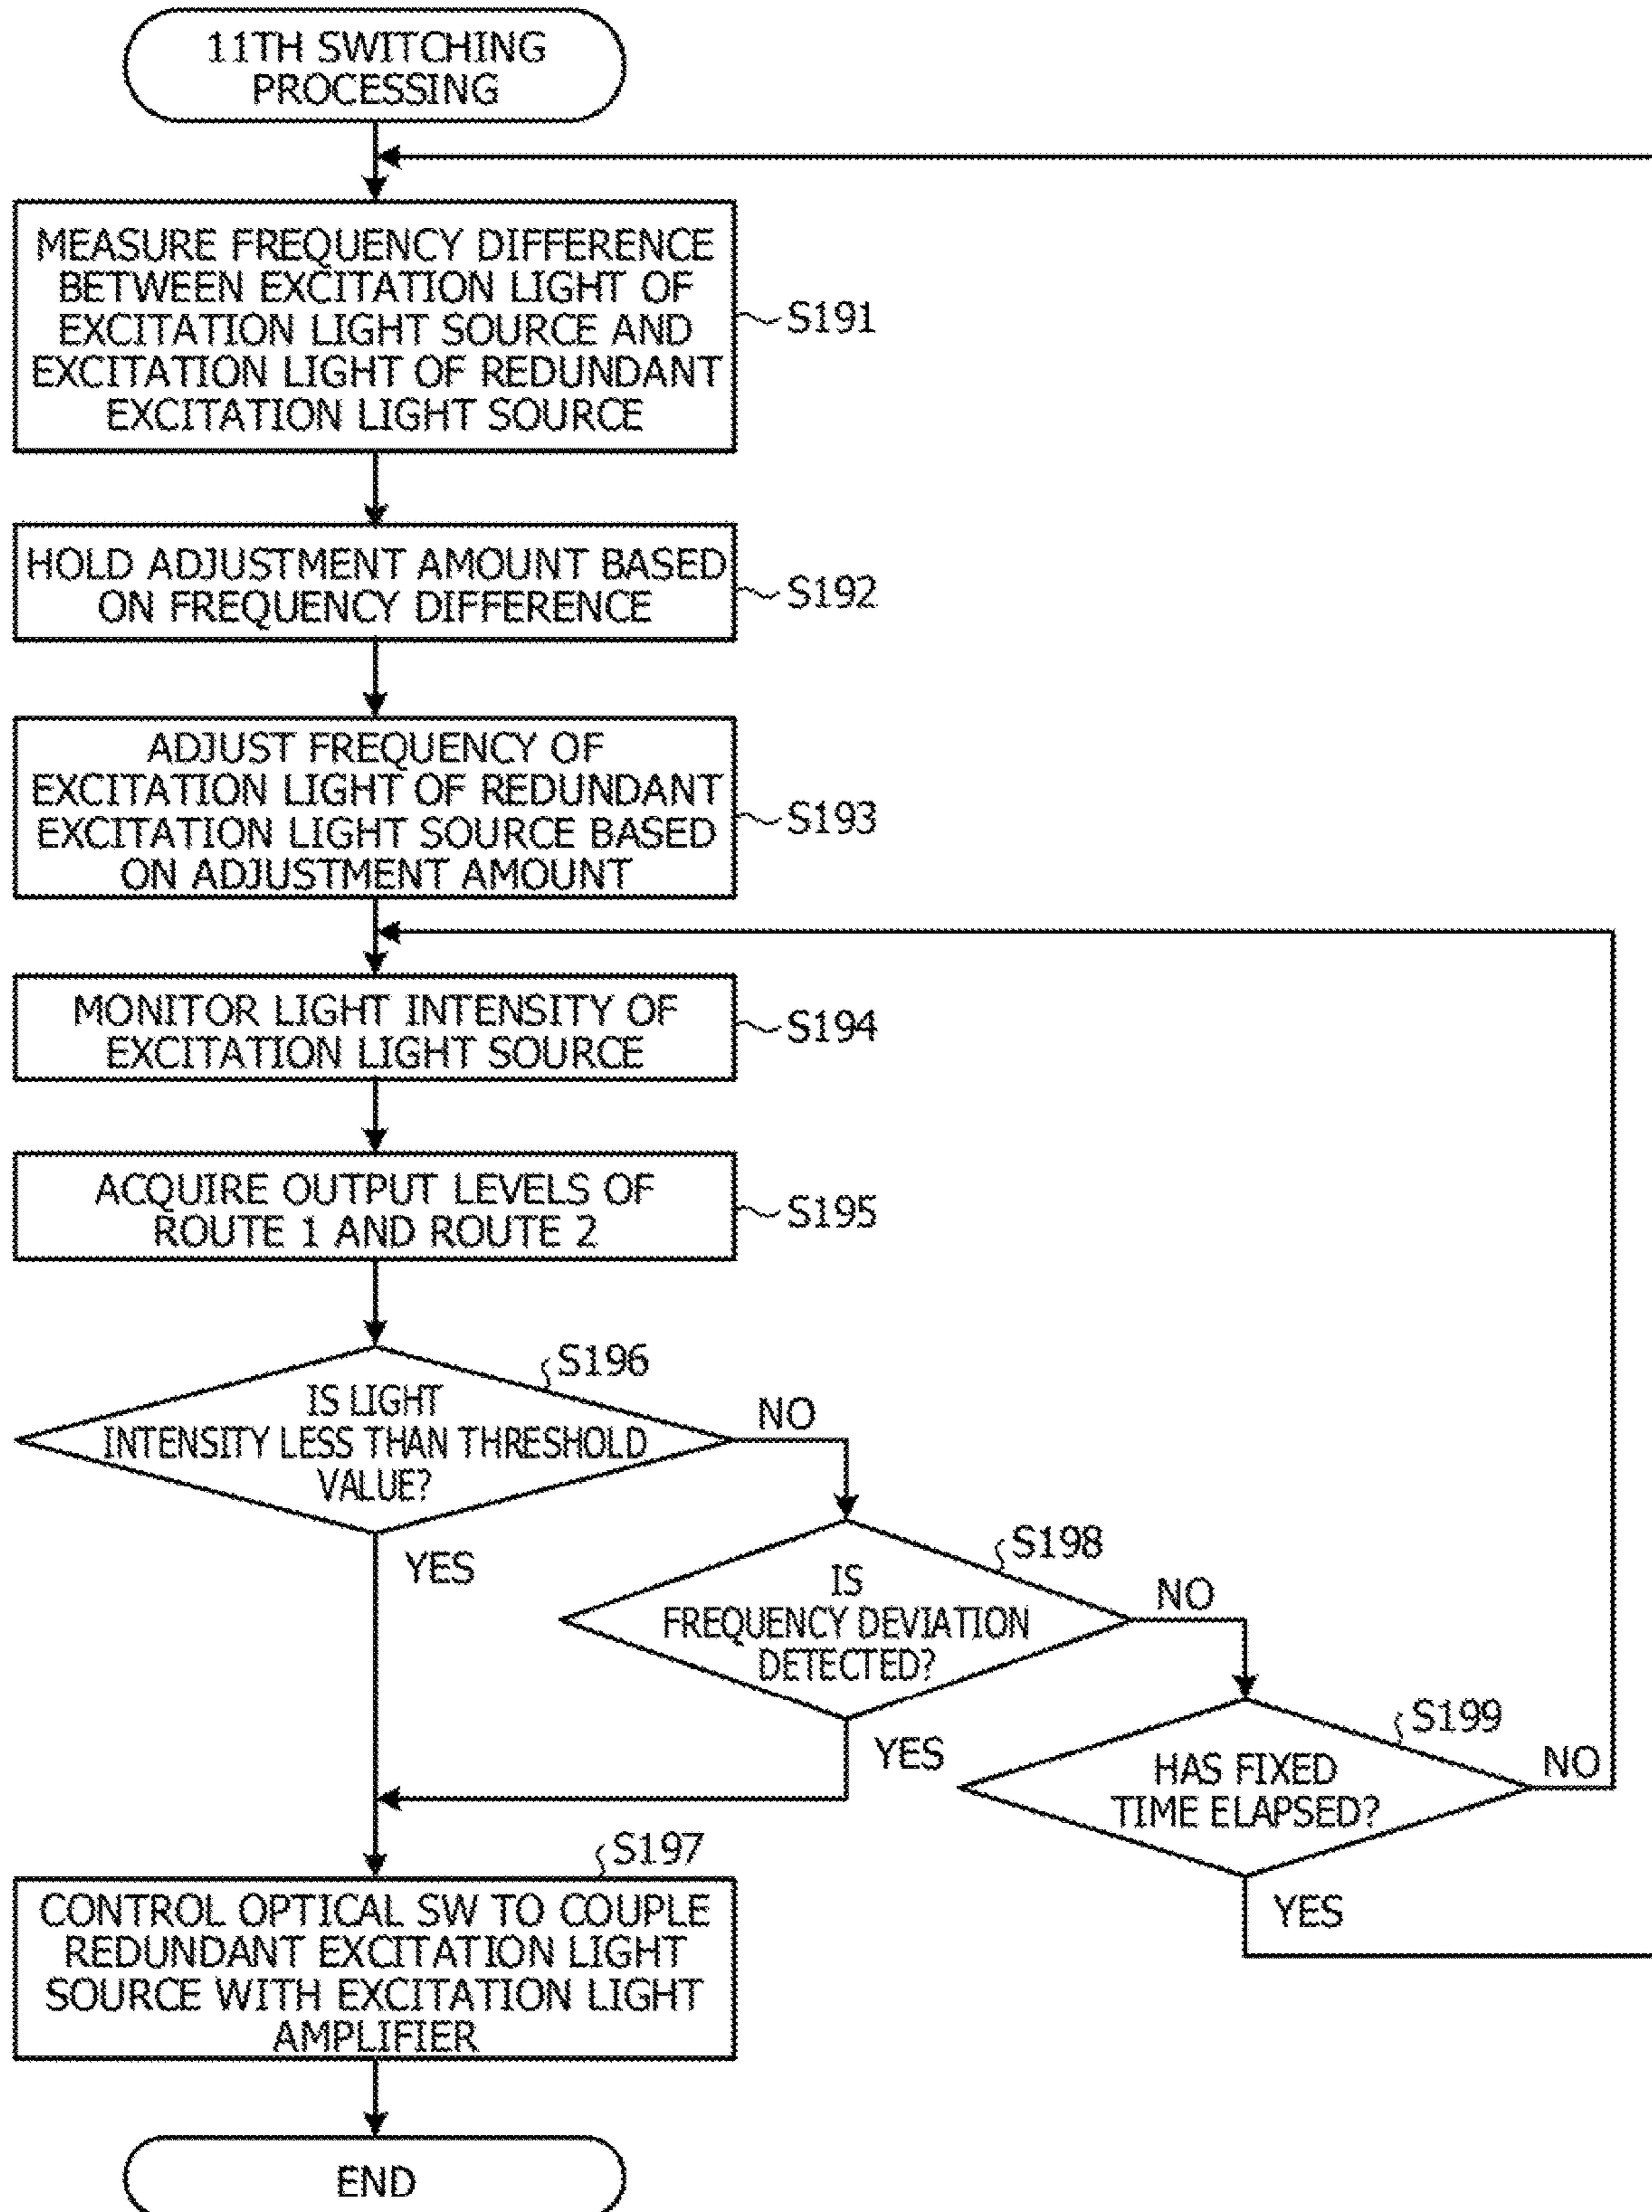 11TH SWITCHING
PROCESSING
MEASURE FREQUENCY DIFFERENCE
BETWEEN EXCITATION LIGHT OF
EXCITATION LIGHT SOURCE AND
EXCITATION LIGHT OF REDUNDANT
EXCITATION LIGHT SOURCE
S191
HOLD ADJUSTMENT AMOUNT BASED
ON FREQUENCY DIFFERENCE
S192
ADJUST FREQUENCY OF
EXCITATION LIGHT OF REDUNDANT
EXCITATION LIGHT SOURCE BASED
ON ADJUSTMENT AMOUNT
S193
MONITOR LIGHT INTENSITY OF
EXCITATION LIGHT SOURCE
S194
ACQUIRE OUTPUT LEVELS OF
ROUTE 1 AND ROUTE 2
S195
S196
IS LIGHT
INTENSITY LESS THAN THRESHOLD
VALUE?
NO
YES
S198
IS
FREQUENCY DEVIATION
DETECTED?
NO
YES
S199
HAS FIXED
TIME ELAPSED?
NO
YES
S197
CONTROL OPTICAL SW TO COUPLE
REDUNDANT EXCITATION LIGHT
SOURCE WITH EXCITATION LIGHT
AMPLIFIER
END